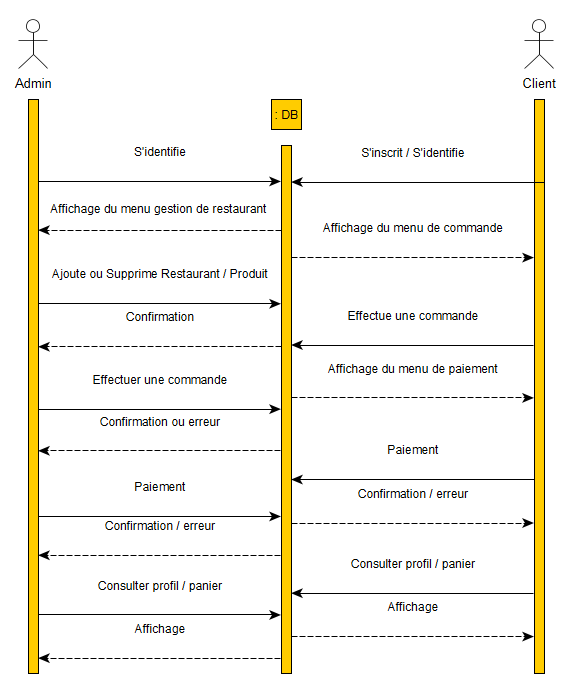 Admin
Client
: DB
S'identifie
S'inscrit / S'identifie
Affichage du menu gestion de restaurant
Affichage du menu de commande
Ajoute ou Supprime Restaurant / Produit
Confirmation
Effectue une commande
Affichage du menu de paiement
Effectuer une commande
Confirmation ou erreur
Paiement
Paiement
Confirmation / erreur
Confirmation / erreur
Consulter profil / panier
Consulter profil / panier
Affichage
Affichage